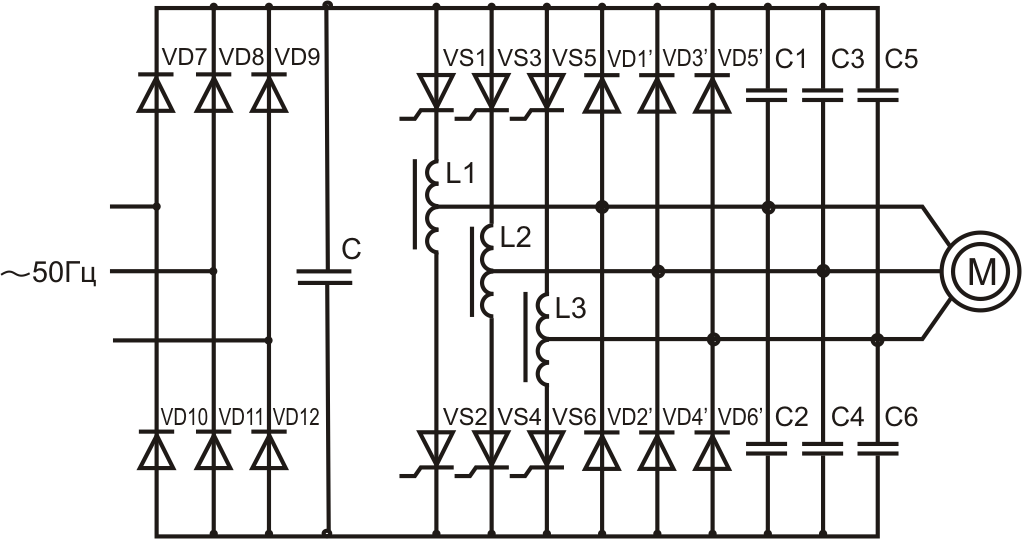 VD7 VD8 VD9 VS1 VS3 VS5 VD1' VD3' VD5' C1 C3 C5
L1
L2
C
~50Гц
M
L3
VD10 VD11 VD12 VS2 VS4 VS6 VD2' VD4' VD6' C2 C4 C6